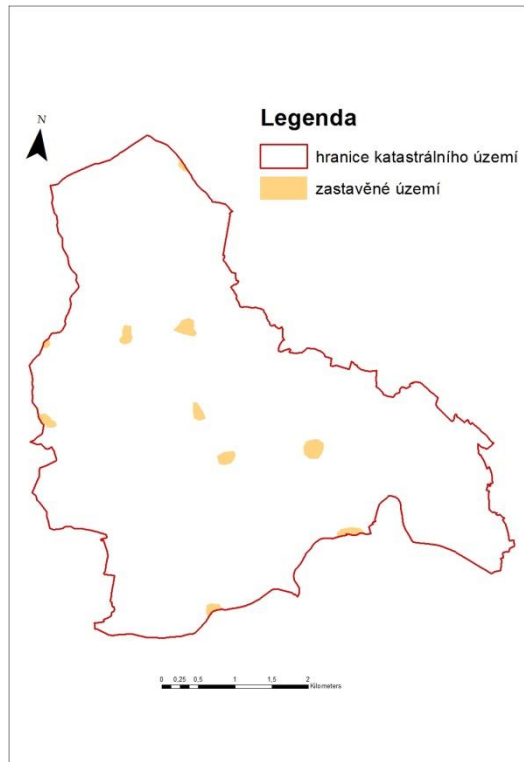 N
Legenda
hranice katastrálního území
zastavěné území
0 0.25 0,5 1 1,5 2
Kilometers